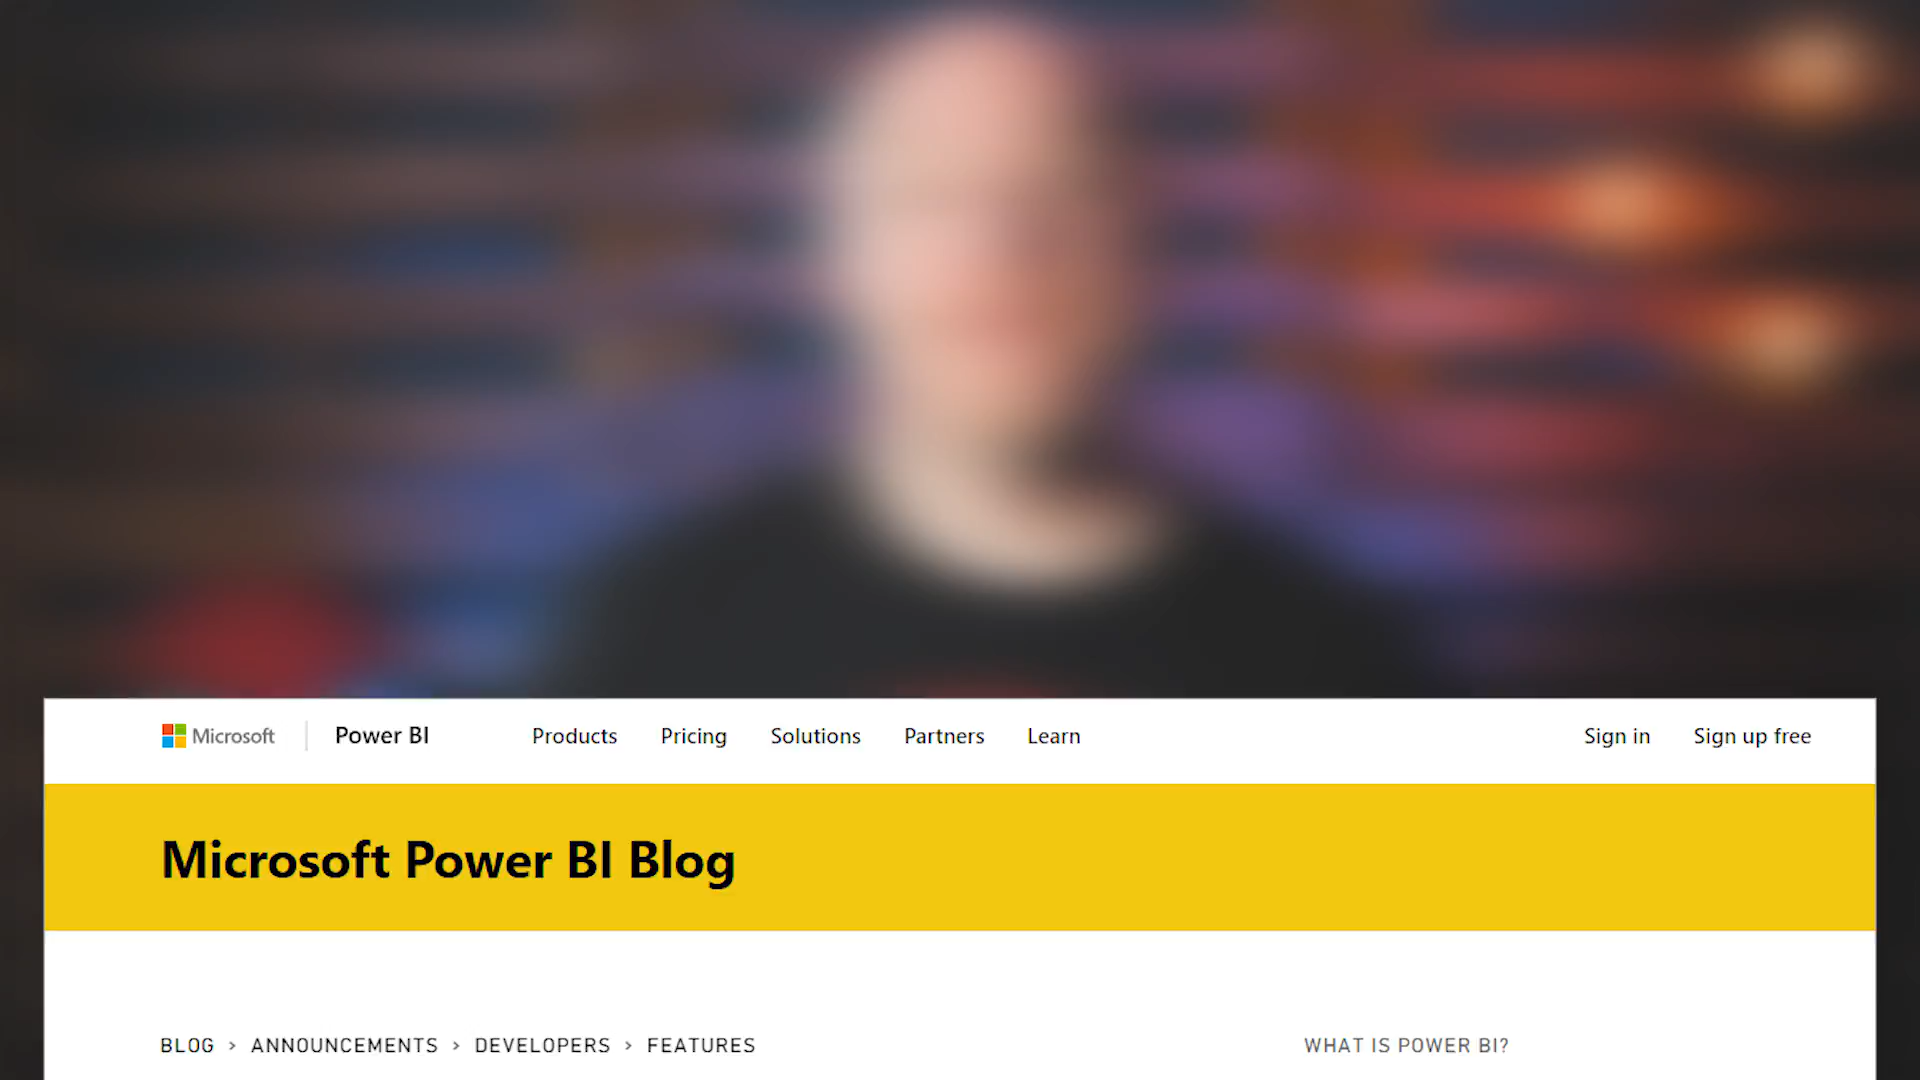 Microsoft Power BI Products Pricing Solutions Partners Learn Sign in Sign up free
Microsoft Power BI Blog
BLOG > ANNOUNCEMENTS > DEVELOPERS > FEATURES
WHAT IS POWER BI?